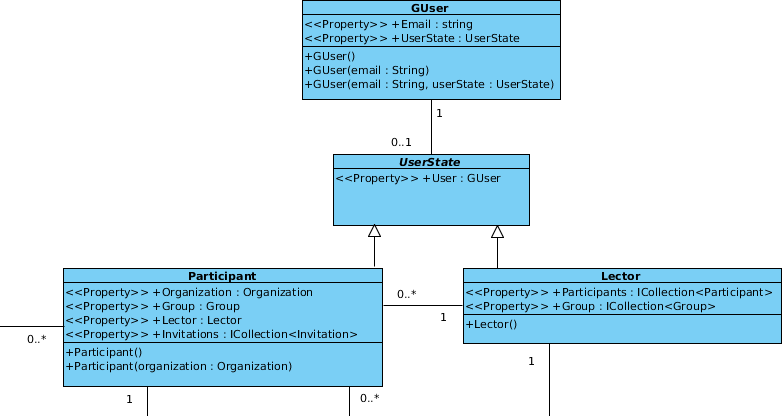 GUser
<<Property>> +Email : string
<<Property>> +UserState : UserState
+GUser()
+GUser(email : String)
+GUser(email : String, userState : UserState)
1
0..1
UserState
<<Property>> +User : GUser
Participant
<<Property>> +Organization : Organization
<<Property>> +Group : Group
<<Property>> +Lector : Lector
<<Property>> +Invitations : ICollection<Invitation>
+Participant()
+Participant(organization : Organization)
0..*
1
Lector
<<Property>> +Participants : ICollection<Participant>
<<Property>> +Group : ICollection<Group>
+Lector()
0..*
1
0..*
1